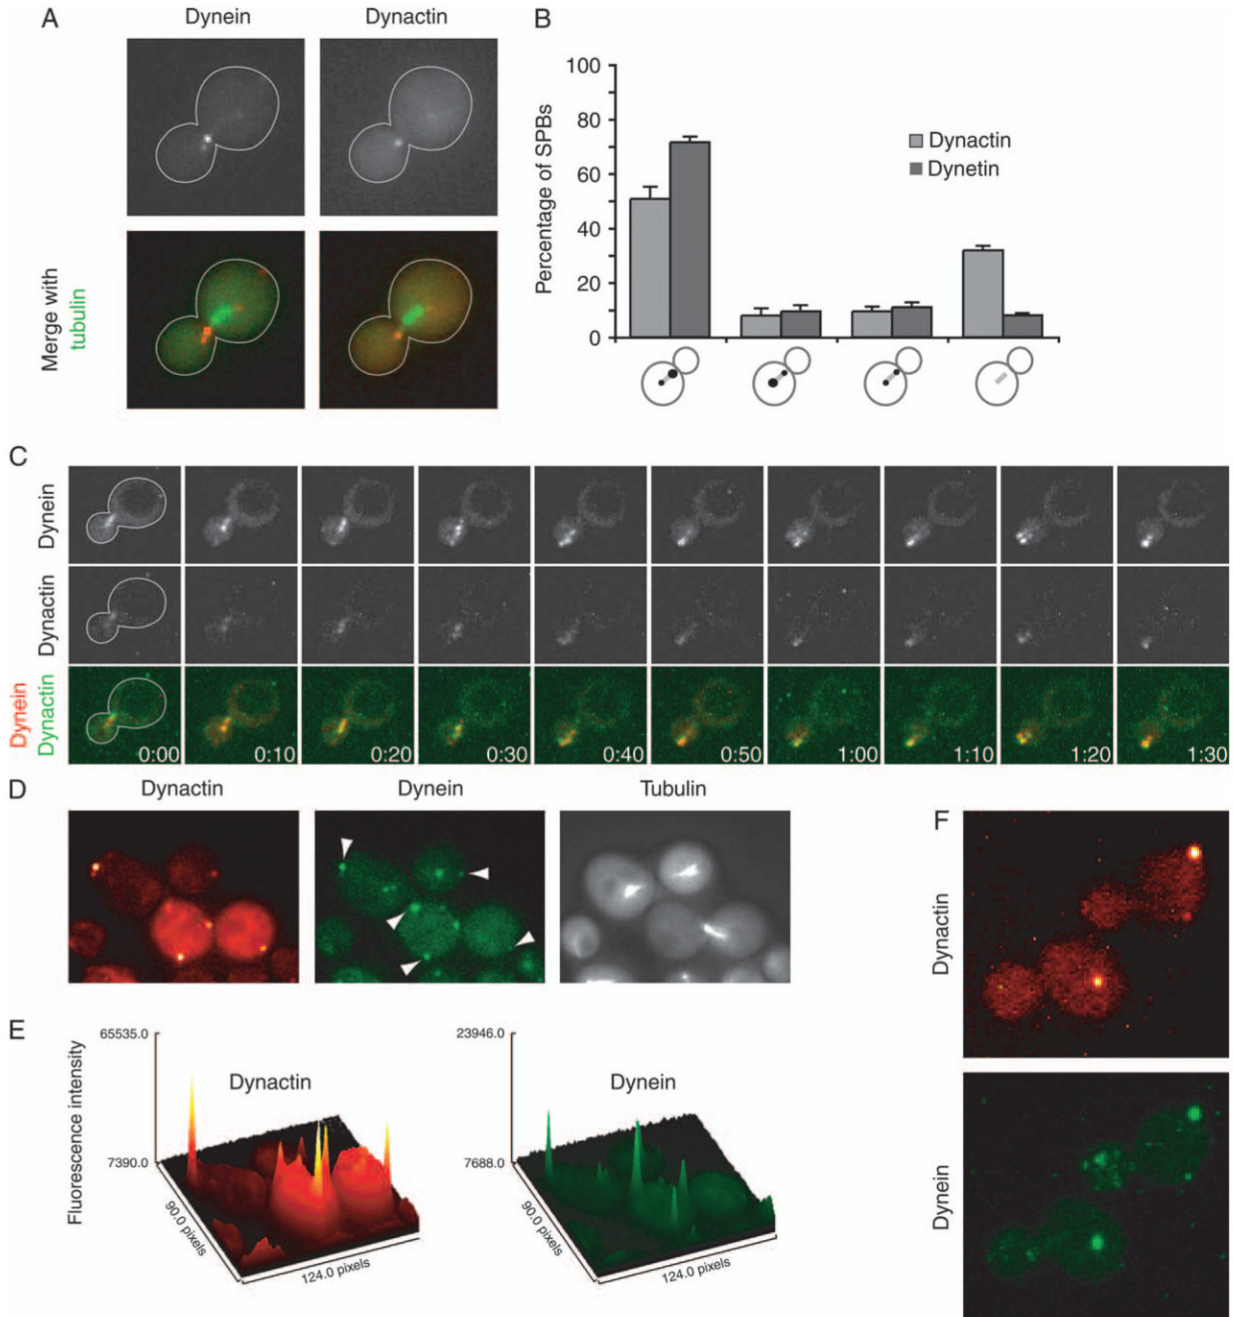 A
Dynein
Dynactin
Merge with
tubulin
B
Percentage of SPBs
100
80
60
40
20
0
Dynactin
Dynetin
C
Dynein
Dynactin
Dynein
Dynactin
0:00 0:10 0:20 0:30 0:40 0:50 1:00 1:10 1:20 1:30
D
Dynactin
Dynein
Tubulin
E
Fluorescence intensity
65535.0
7390.0
Dynactin
90.0 pixels
124.0 pixels
23946.0
7688.0
Dynein
90.0 pixels
124.0 pixels
F
Dynactin
Dynein